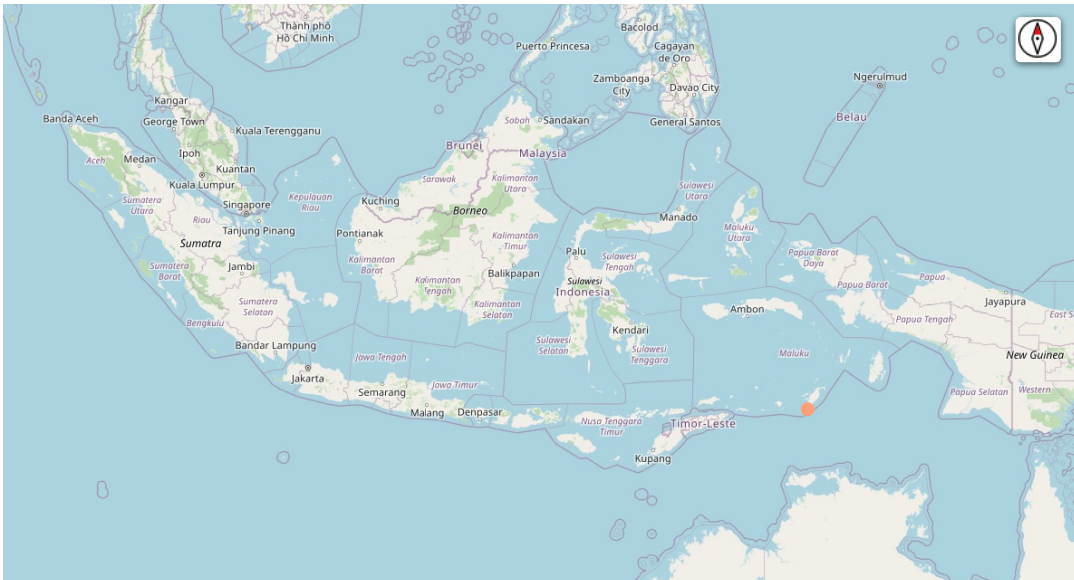 Thành phố
Hồ Chí Minh
Bacolod
Puerto Princesa
Cagayan
de Oro
Zamboanga
City
Davao City
Ngerulmud
Kangar
Banda Aceh
George Town
Kuala Terengganu
General Santos
Belau
Sabah
Sandakan
Ipoh
Brunei
Malaysia
Aceh
Medan
Kuantan
Kuala Lumpur
Sarawak
Kalimantan
Utara
Sulawesi
Utara
Sumatera
Utara
Kepulauan
Riau
Kuching
Singapore
Borneo
Manado
Riau
Tanjung Pinang
Pontianak
Maluku
Utara
Sumatra
Kalimantan
Timur
Palu
Papua Barat
Daya
Sumatera
Barat
Jambi
Kalimantan
Barat
Balikpapan
Sulawesi
Tengah
Papua
Kalimantan
Tengah
Sulawesi
Indonesia
Papua Barat
Jayapura
Sumatera
Selatan
Kalimantan
Selatan
Ambon
Papua Tengah
East S
Bengkulu
Kendari
Bandar Lampung
Sulawesi
Selatan
Sulawesi
Tenggara
Jawa Tengah
Maluku
New Guinea
Jakarta
Semarang
Jawa Timur
Papua Selatan
Western
Malang
Denpasar
Nusa Tenggara
Timur
Timor-Leste
Kupang